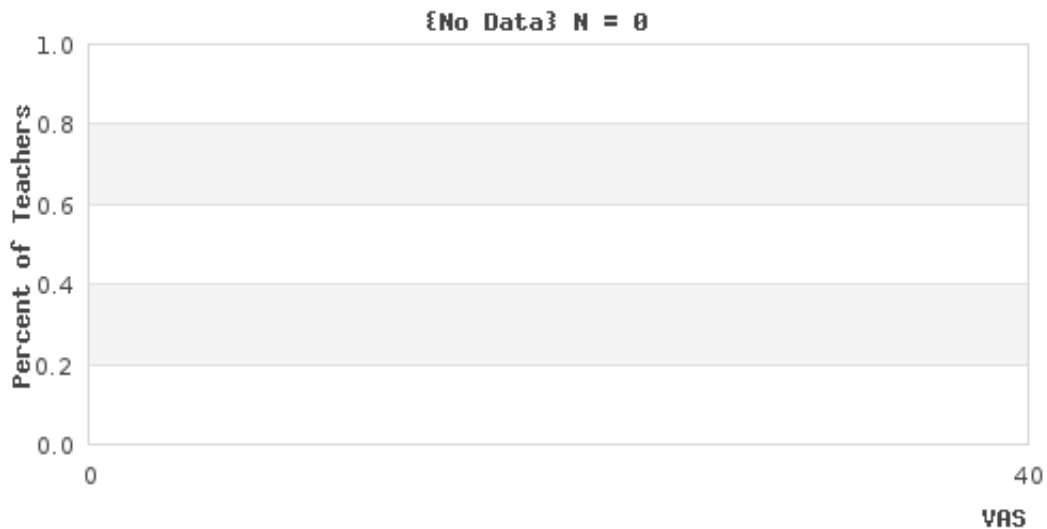 {No Data} N = 0
1.0
0.8
0.6
0.4
0.2
0.0
Percent of Teachers
0 40
VAS